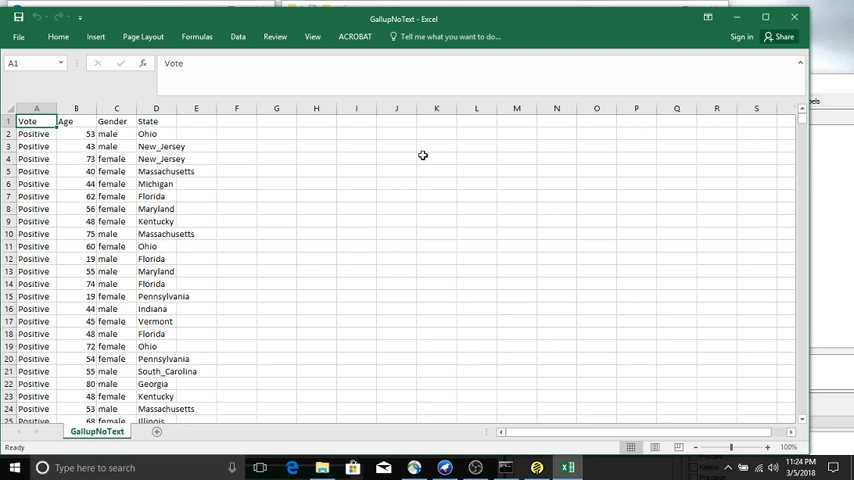 GallupNoText - Excel
File Home Insert Page Layout Formulas Data Review View ACROBAT Tell me what you want to do... Sign in Share
A1 fx Vote
A B C D E F G H I J K L M N O P Q R S
1 Vote Age Gender State
2 Positive 53 male Ohio
3 Positive 43 male New_Jersey
4 Positive 73 female New_Jersey
5 Positive 40 female Massachusetts
6 Positive 44 female Michigan
7 Positive 62 female Florida
8 Positive 56 female Maryland
9 Positive 48 female Kentucky
10 Positive 75 male Massachusetts
11 Positive 60 female Ohio
12 Positive 19 male Florida
13 Positive 55 male Maryland
14 Positive 74 male Florida
15 Positive 19 female Pennsylvania
16 Positive 44 male Indiana
17 Positive 45 female Vermont
18 Positive 48 male Florida
19 Positive 72 female Ohio
20 Positive 54 female Pennsylvania
21 Positive 55 male South_Carolina
22 Positive 80 male Georgia
23 Positive 48 female Kentucky
24 Positive 53 male Massachusetts
25 Positive 68 female Illinois
GallupNoText
Ready 100%
Type here to search
11:24 PM
3/5/2018